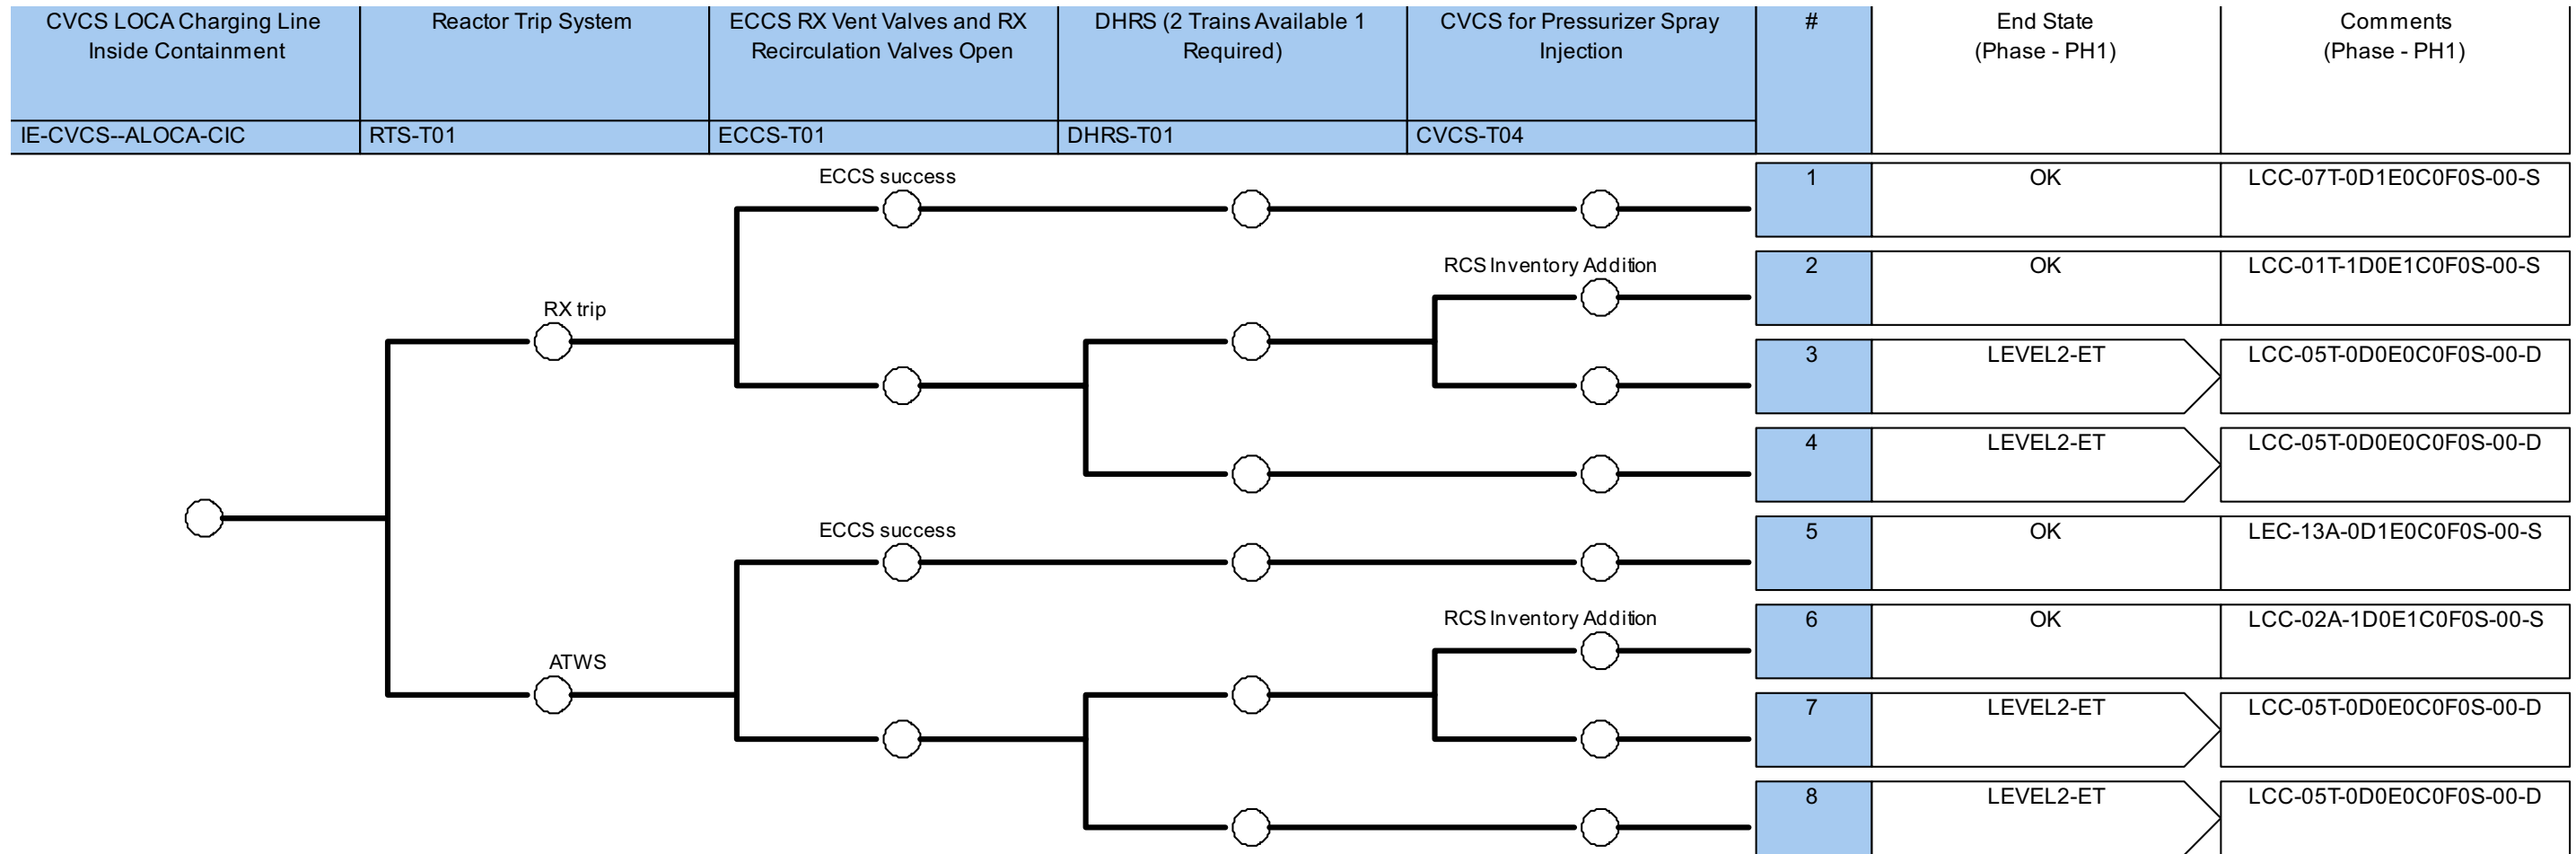 CVCS LOCA Charging Line
Inside Containment
Reactor Trip System
ECCS RX Vent Valves and RX
Recirculation Valves Open
DHRS (2 Trains Available 1
Required)
CVCS for Pressurizer Spray
Injection
#
End State
(Phase - PH1)
Comments
(Phase - PH1)
IE-CVCS--ALOCA-CIC
RTS-T01
ECCS-T01
DHRS-T01
CVCS-T04
ECCS success
1
OK
LCC-07T-0D1E0C0F0S-00-S
RCS Inventory Addition
2
OK
LCC-01T-1D0E1C0F0S-00-S
RX trip
3
LEVEL2-ET
LCC-05T-0D0E0C0F0S-00-D
4
LEVEL2-ET
LCC-05T-0D0E0C0F0S-00-D
ECCS success
5
OK
LEC-13A-0D1E0C0F0S-00-S
RCS Inventory Addition
6
OK
LCC-02A-1D0E1C0F0S-00-S
ATWS
7
LEVEL2-ET
LCC-05T-0D0E0C0F0S-00-D
8
LEVEL2-ET
LCC-05T-0D0E0C0F0S-00-D